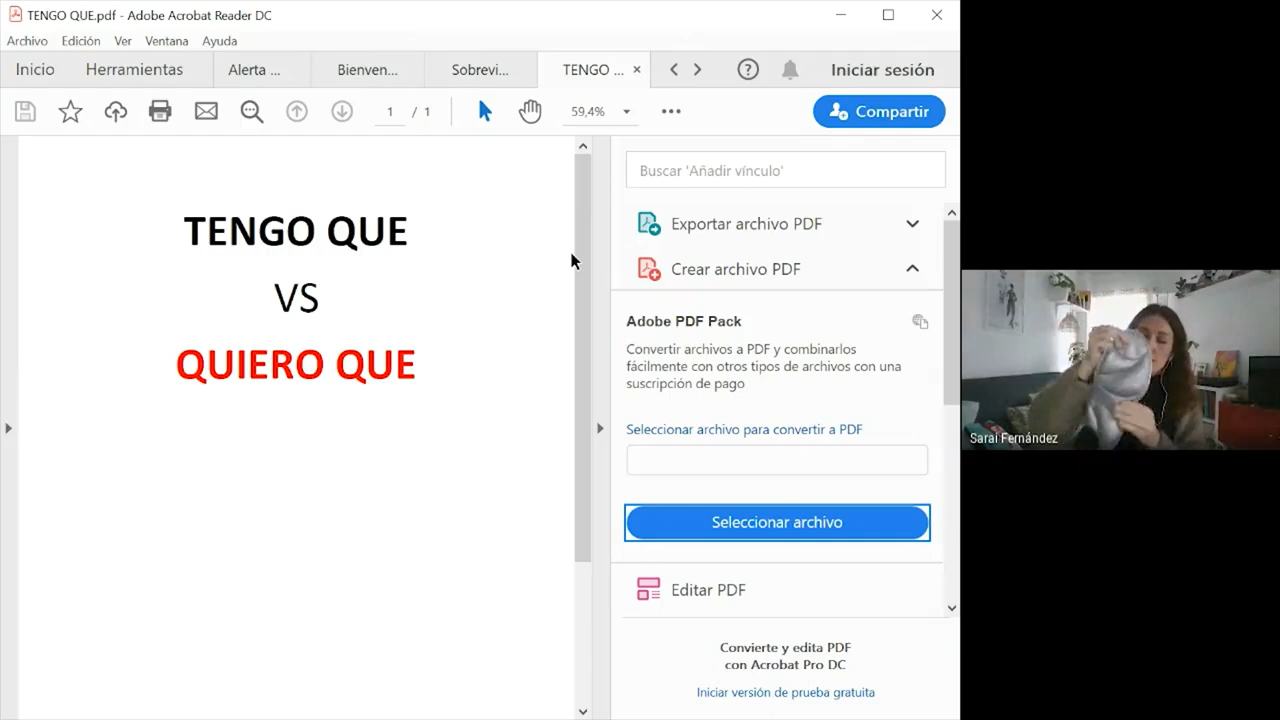 TENGO QUE.pdf - Adobe Acrobat Reader DC
Archivo Edición Ver Ventana Ayuda
Inicio Herramientas Alerta ... Bienven... Sobrevi... TENGO ... Iniciar sesión
1 / 1 59,4% Compartir
TENGO QUE
VS
QUIERO QUE
Buscar 'Añadir vínculo'
Exportar archivo PDF
Crear archivo PDF
Adobe PDF Pack
Convertir archivos a PDF y combinarlos
fácilmente con otros tipos de archivos con una
suscripción de pago
Seleccionar archivo para convertir a PDF
Seleccionar archivo
Editar PDF
Convierte y edita PDF
con Acrobat Pro DC
Iniciar versión de prueba gratuita
Sarai Fernández